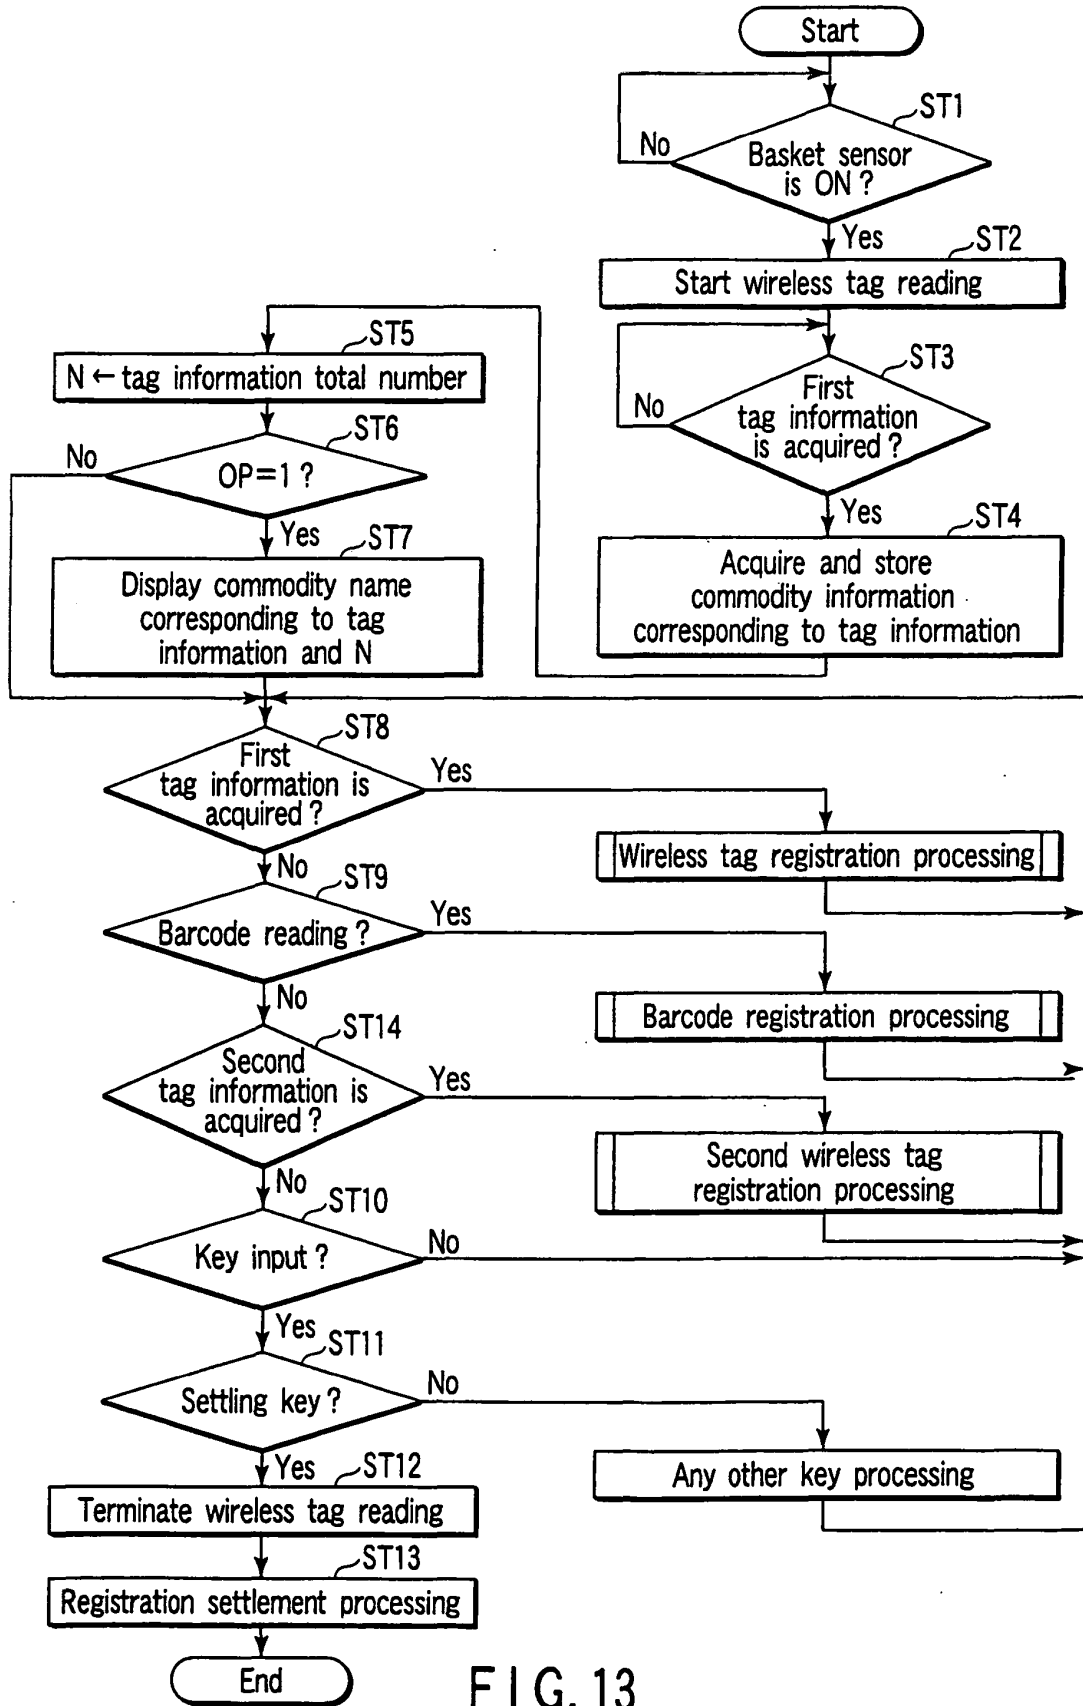 Start
ST1
Basket sensor
is ON ?
No
Yes
ST2
Start wireless tag reading
ST3
First
tag information
is acquired ?
No
Yes
ST4
Acquire and store
commodity information
corresponding to tag information
ST5
N ← tag information total number
ST6
OP=1 ?
No
Yes
ST7
Display commodity name
corresponding to tag
information and N
ST8
First
tag information is
acquired ?
Yes
Wireless tag registration processing
No
ST9
Barcode reading ?
Yes
Barcode registration processing
No
ST14
Second
tag information is
acquired ?
Yes
Second wireless tag
registration processing
No
ST10
Key input ?
No
Yes
ST11
Settling key ?
No
Any other key processing
Yes
ST12
Terminate wireless tag reading
ST13
Registration settlement processing
End
FIG. 13